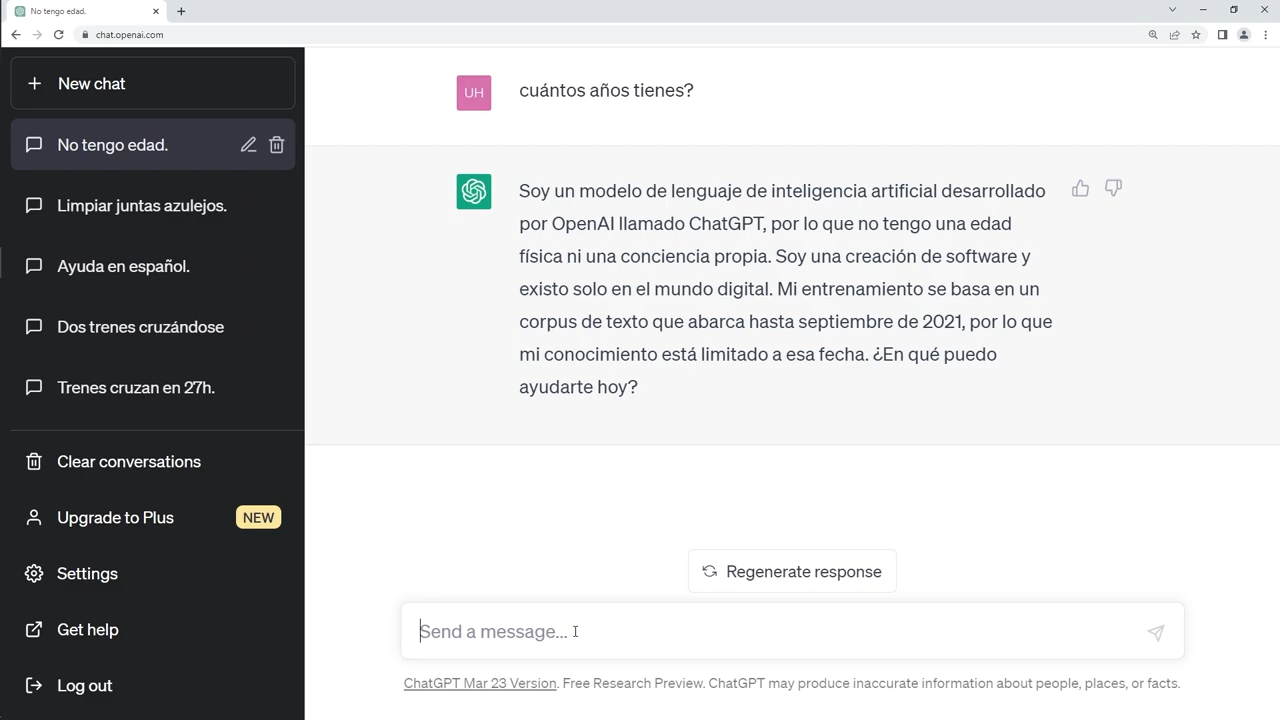 No tengo edad.
chat.openai.com
New chat
No tengo edad.
Limpiar juntas azulejos.
Ayuda en español.
Dos trenes cruzándose
Trenes cruzan en 27h.
Clear conversations
Upgrade to Plus NEW
Settings
Get help
Log out
UH cuántos años tienes?
Soy un modelo de lenguaje de inteligencia artificial desarrollado
por OpenAI llamado ChatGPT, por lo que no tengo una edad
física ni una conciencia propia. Soy una creación de software y
existo solo en el mundo digital. Mi entrenamiento se basa en un
corpus de texto que abarca hasta septiembre de 2021, por lo que
mi conocimiento está limitado a esa fecha. ¿En qué puedo
ayudarte hoy?
Regenerate response
Send a message...
ChatGPT Mar 23 Version. Free Research Preview. ChatGPT may produce inaccurate information about people, places, or facts.